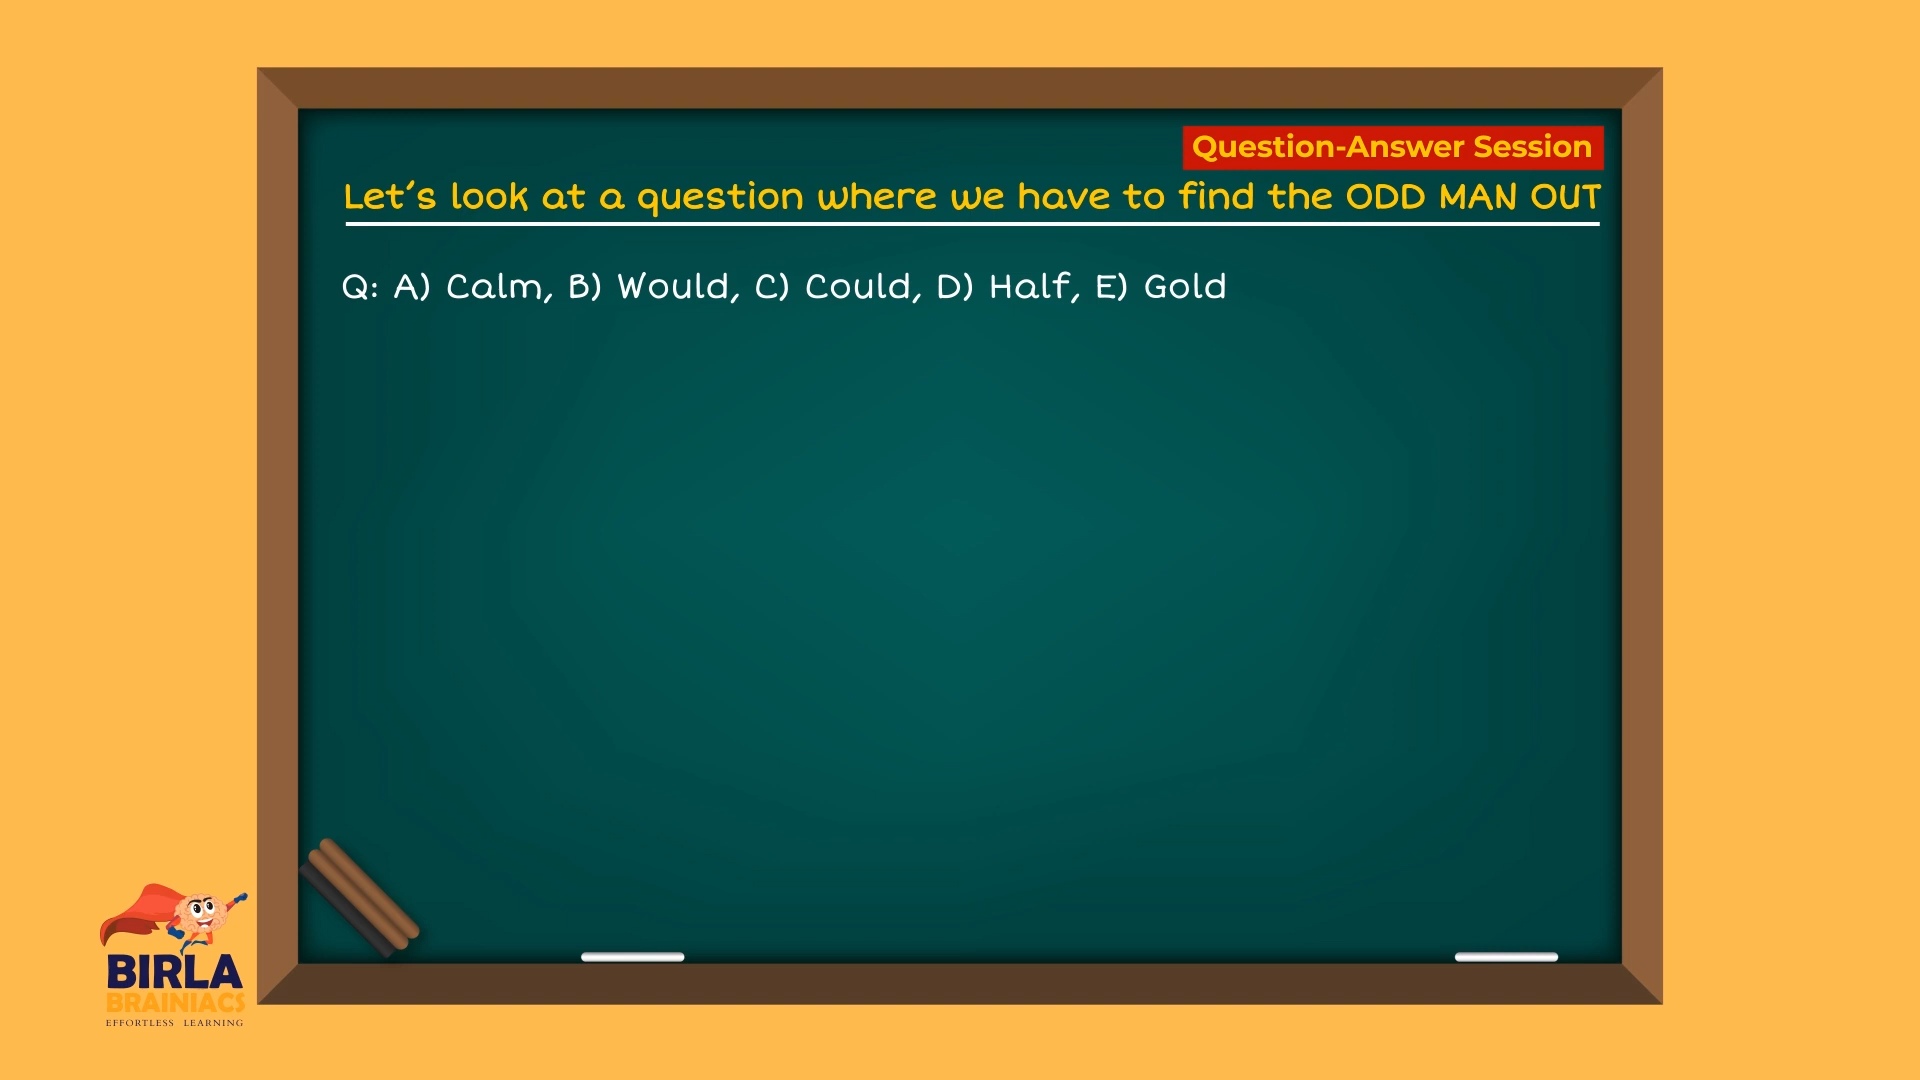 Question-Answer Session
Let's look at a question where we have to find the ODD MAN OUT
Q: A) Calm, B) Would, C) Could, D) Half, E) Gold
BIRLA
BRAINIACS
EFFORTLESS LEARNING